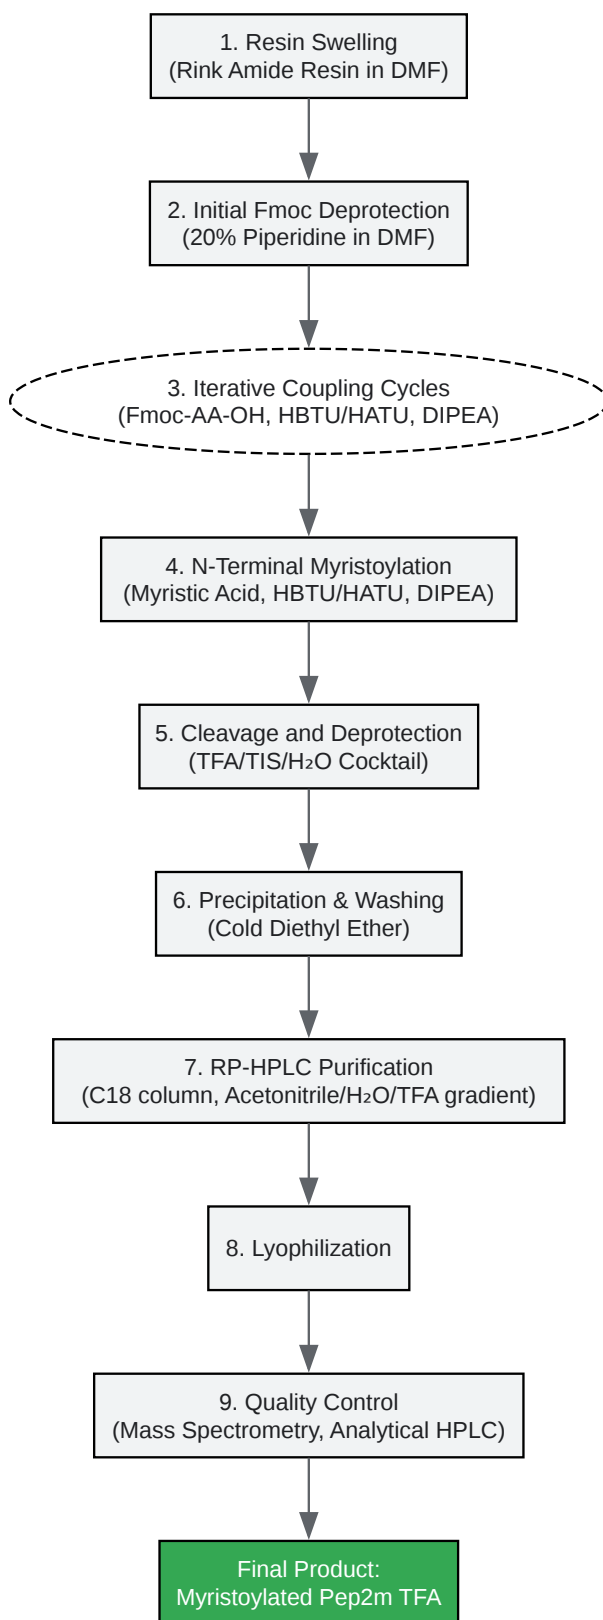 1. Resin Swelling
(Rink Amide Resin in DMF)
2. Initial Fmoc Deprotection
(20% Piperidine in DMF)
3. Iterative Coupling Cycles
(Fmoc-AA-OH, HBTU/HATU, DIPEA)
4. N-Terminal Myristoylation
(Myristic Acid, HBTU/HATU, DIPEA)
5. Cleavage and Deprotection
(TFA/TIS/H₂O Cocktail)
6. Precipitation & Washing
(Cold Diethyl Ether)
7. RP-HPLC Purification
(C18 column, Acetonitrile/H₂O/TFA gradient)
8. Lyophilization
9. Quality Control
(Mass Spectrometry, Analytical HPLC)
Final Product:
Myristoylated Pep2m TFA